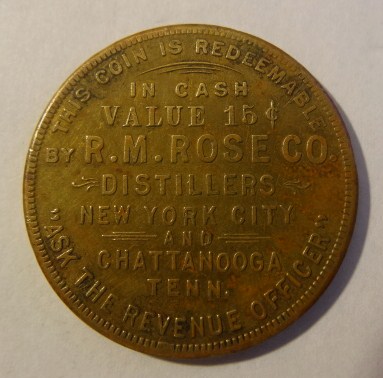 THIS COIN IS REDEEMABLE
IN CASH
VALUE 15¢
BY R.M. ROSE CO.
DISTILLERS
NEW YORK CITY
AND
CHATTANOOGA
TENN.
"ASK THE REVENUE OFFICER"